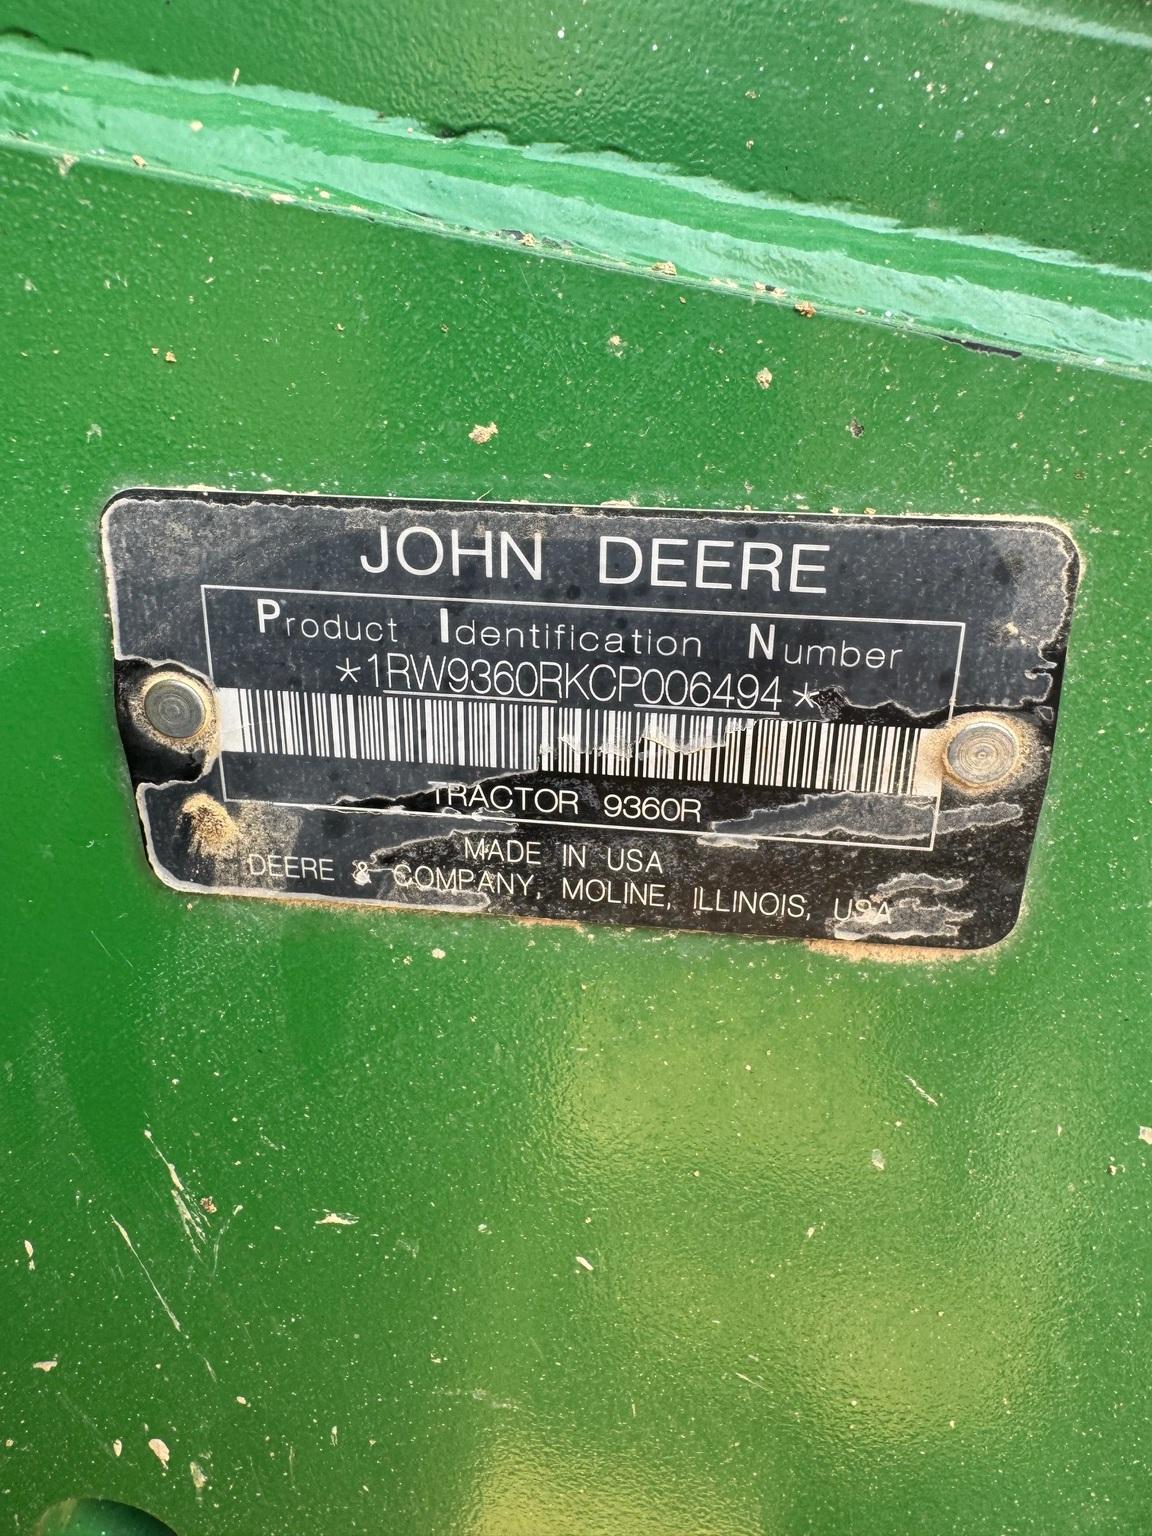 JOHN DEERE
Product Identification Number
*1RW9360RKCP006494*
TRACTOR 9360R
MADE IN USA
DEERE & COMPANY, MOLINE, ILLINOIS, USA